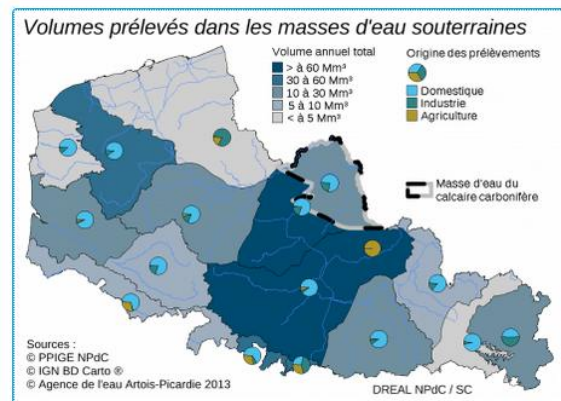 Volumes prélevés dans les masses d'eau souterraines
Volume annuel total
> à 60 Mm³
30 à 60 Mm³
10 à 30 Mm³
5 à 10 Mm³
< à 5 Mm³
Origine des prélèvements
Domestique
Industrie
Agriculture
Masse d'eau du
calcaire carbonifère
Sources :
© PPIGE NPdC
© IGN BD Carto ®
© Agence de l'eau Artois-Picardie 2013
DREAL NPdC / SC